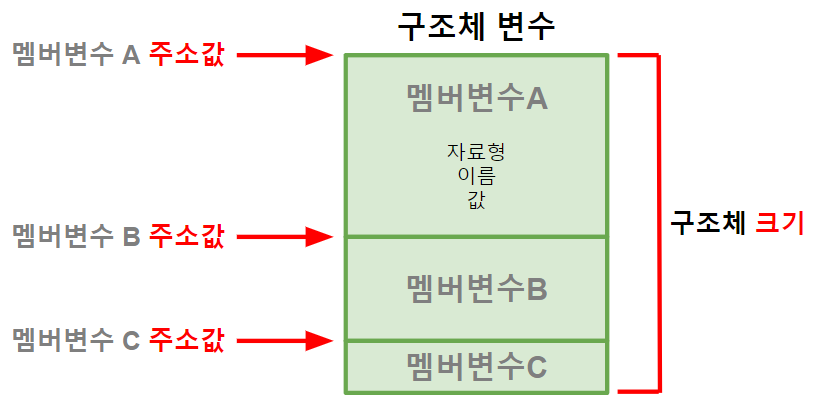 구조체 변수
멤버변수 A 주소값
멤버변수A
자료형
이름
값
멤버변수 B 주소값
구조체 크기
멤버변수B
멤버변수 C 주소값
멤버변수C